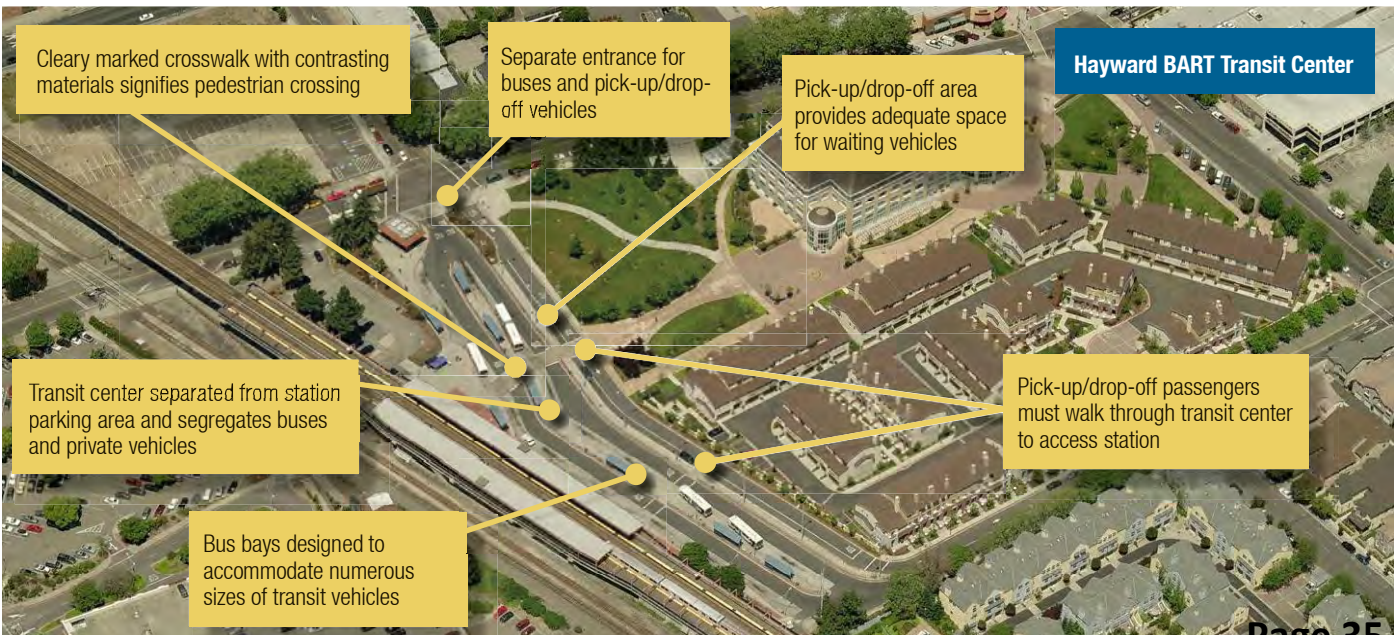 Cleary marked crosswalk with contrasting
materials signifies pedestrian crossing
Separate entrance for
buses and pick-up/drop-
off vehicles
Pick-up/drop-off area
provides adequate space
for waiting vehicles
Hayward BART Transit Center
Transit center separated from station
parking area and segregates buses
and private vehicles
Pick-up/drop-off passengers
must walk through transit center
to access station
Bus bays designed to
accommodate numerous
sizes of transit vehicles
Page 35